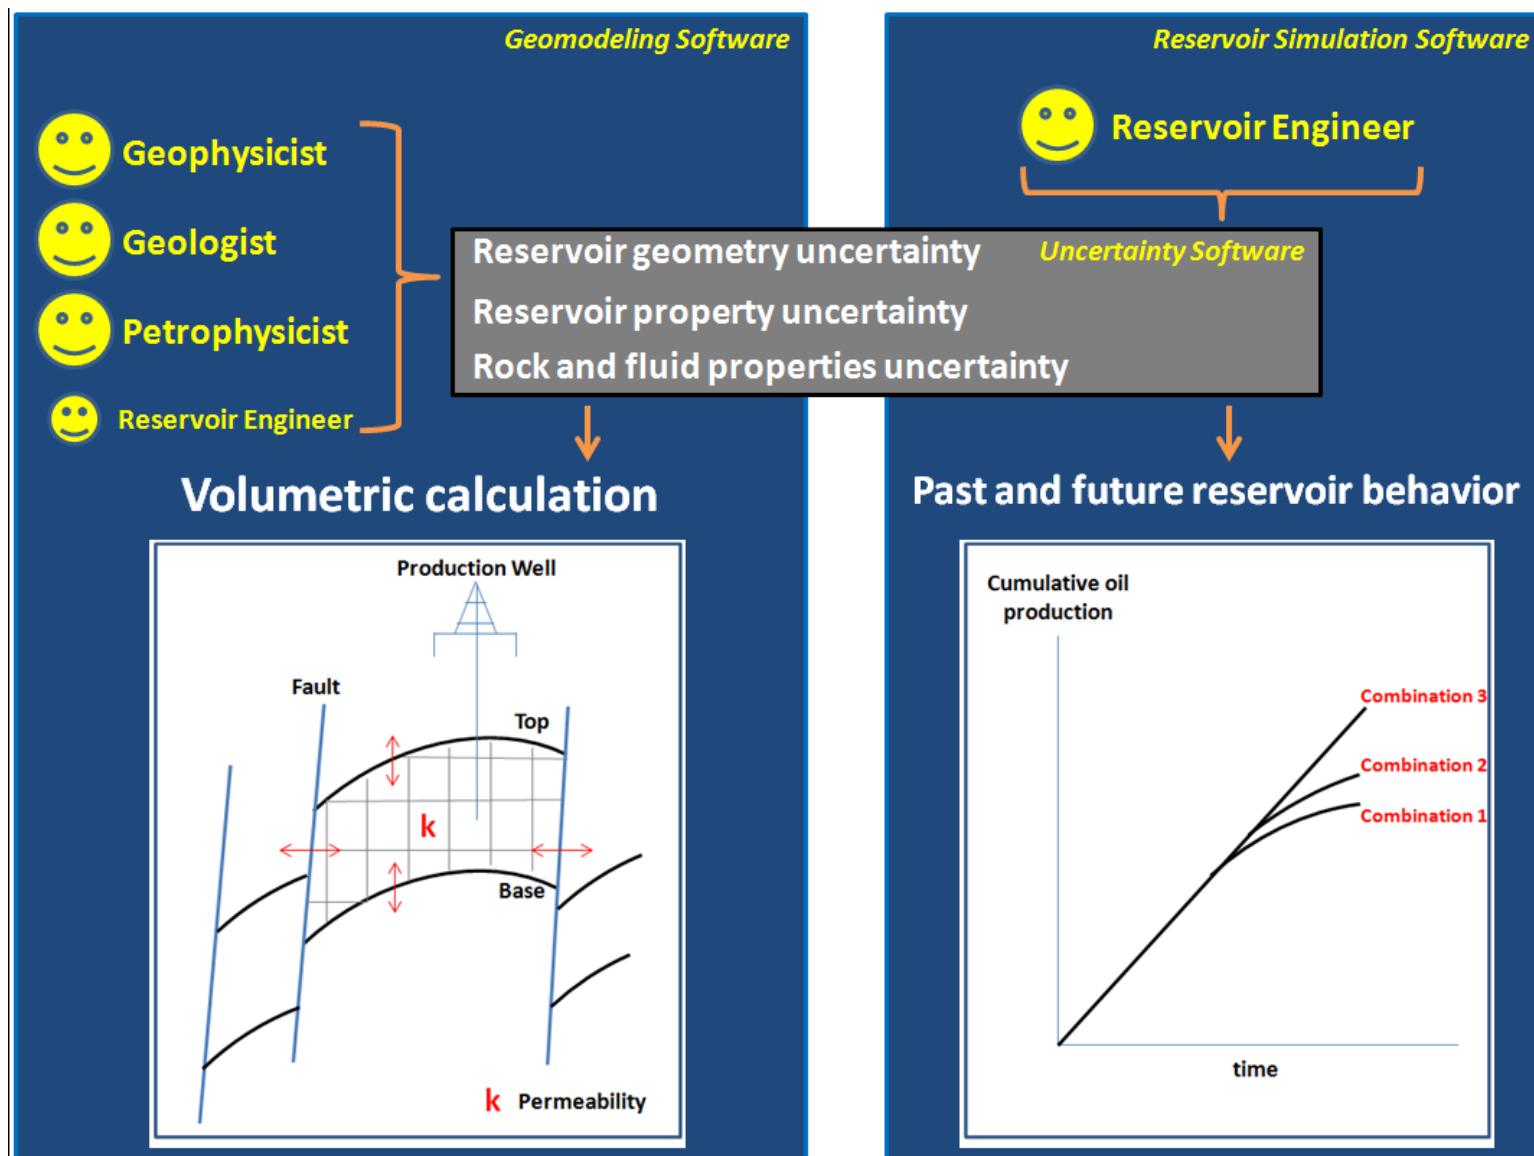 Geomodeling Software
Geophysicist
Geologist
Petrophysicist
Reservoir Engineer
Reservoir Simulation Software
Reservoir Engineer
Reservoir geometry uncertainty
Uncertainty Software
Reservoir property uncertainty
Rock and fluid properties uncertainty
Volumetric calculation
Production Well
Fault
Top
k
Base
k Permeability
Past and future reservoir behavior
Cumulative oil
production
Combination 3
Combination 2
Combination 1
time